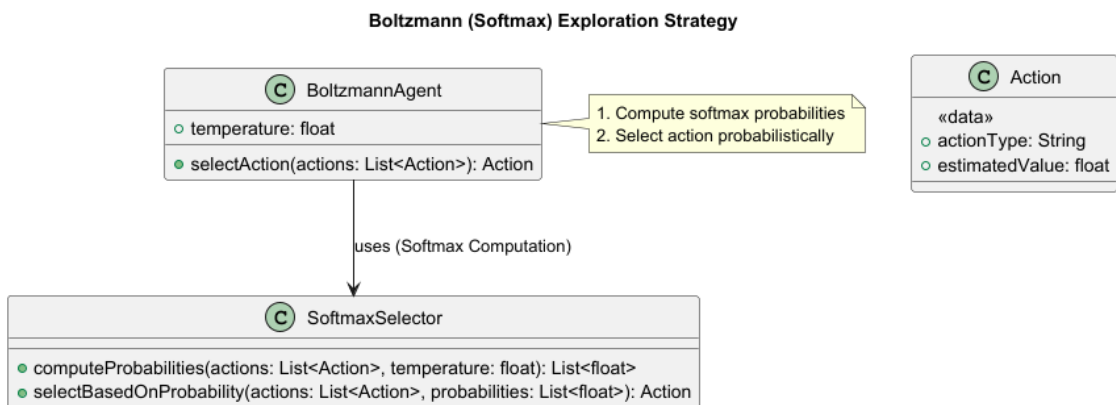 Boltzmann (Softmax) Exploration Strategy
C BoltzmannAgent
temperature: float
selectAction(actions: List<Action>): Action
1. Compute softmax probabilities
2. Select action probabilistically
C Action
«data»
actionType: String
estimatedValue: float
uses (Softmax Computation)
C SoftmaxSelector
computeProbabilities(actions: List<Action>, temperature: float): List<float>
selectBasedOnProbability(actions: List<Action>, probabilities: List<float>): Action